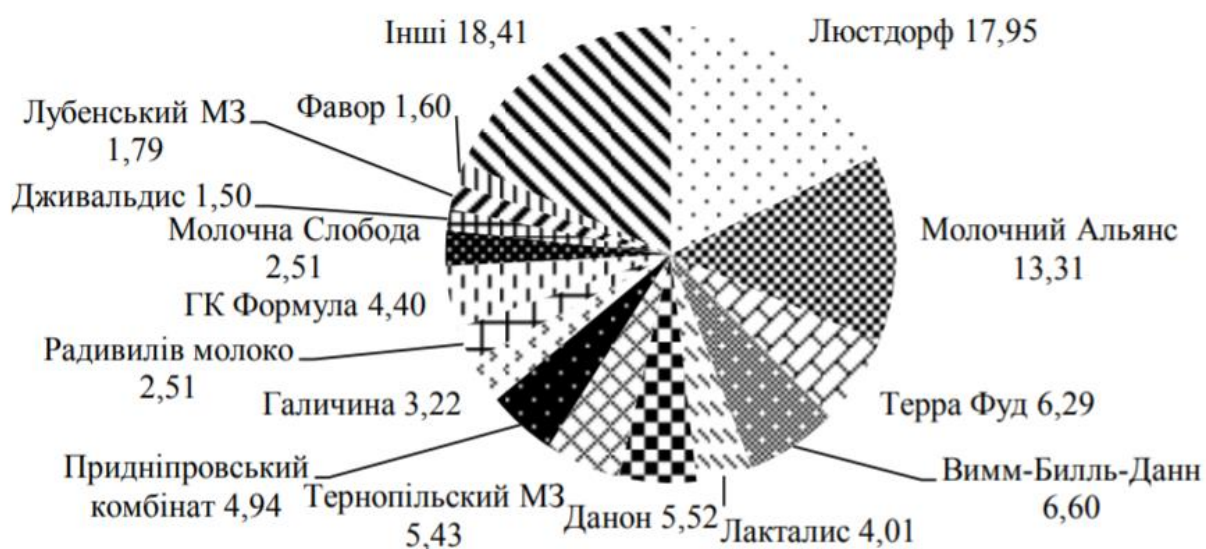 Інші 18,41
Люстдорф 17,95
Фавор 1,60
Лубенський МЗ
1,79
Дживальдис 1,50
Молочна Слобода
2,51
Молочний Альянс
13,31
ГК Формула 4,40
Радивилів молоко
2,51
Галичина 3,22
Терра Фуд 6,29
Придніпровський
комбінат 4,94
Тернопільский МЗ
5,43
Данон 5,52
Лакталис 4,01
Вимм-Билль-Данн
6,60